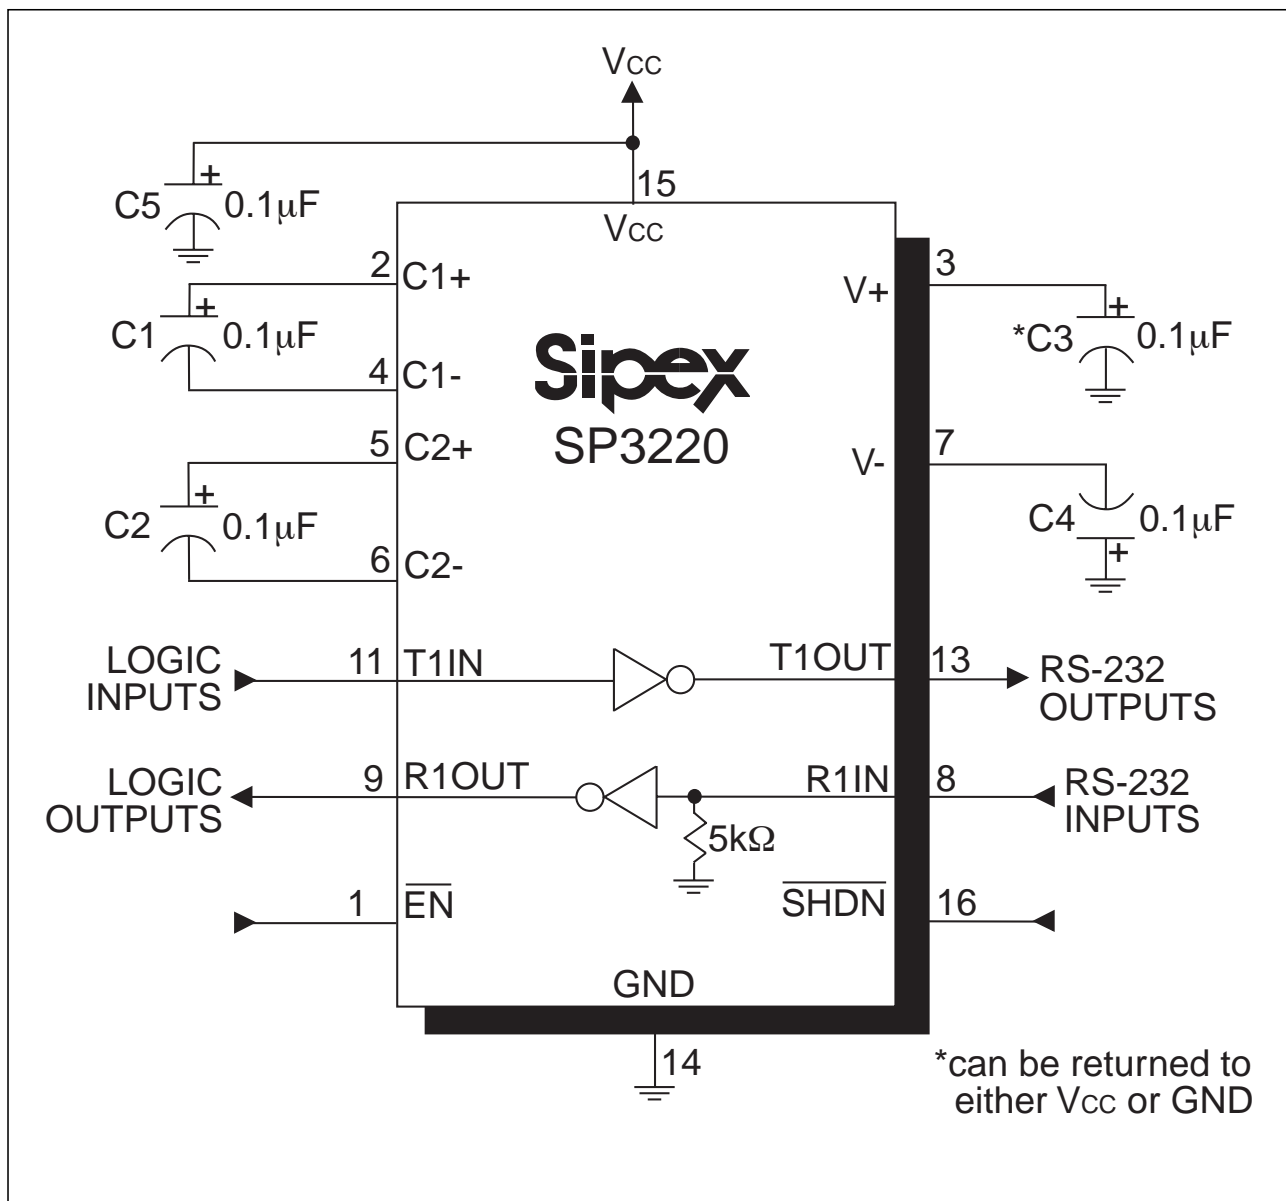 VCC
+
C5
0.1μF
15
VCC
2
C1+
V+
3
+
C1
0.1μF
+
*C3
0.1μF
Sipex
4
C1-
SP3220
5
C2+
V-
7
+
C2
0.1μF
C4
0.1μF
+
6
C2-
LOGIC
INPUTS
11
T1IN
T1OUT
13
RS-232
OUTPUTS
LOGIC
OUTPUTS
9
R1OUT
R1IN
8
RS-232
INPUTS
5kΩ
1
EN
SHDN
16
GND
14
*can be returned to
either VCC or GND